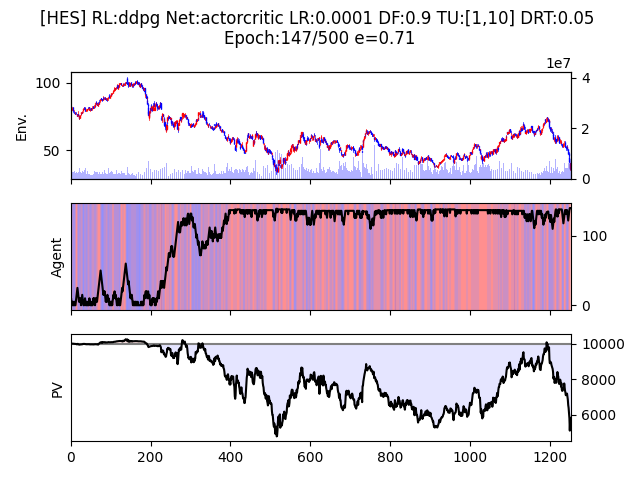 [HES] RL:ddpg Net:actorcritic LR:0.0001 DF:0.9 TU:[1,10] DRT:0.05
Epoch:147/500 e=0.71
1e7
100
50
Env.
4
2
0
Agent
100
0
PV
10000
8000
6000
0 200 400 600 800 1000 1200